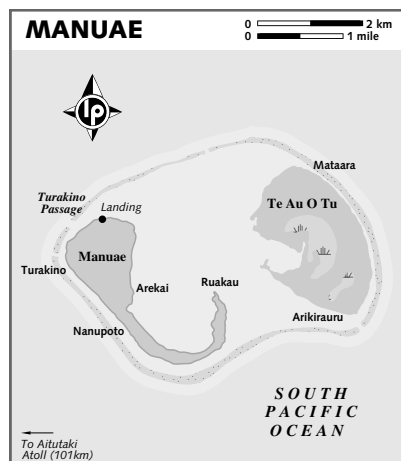 MANUAE
0 2 km
0 1 mile
lp
Mataara
Turakino
Passage
Landing
Te Au O Tu
Manuae
Turakino
Arekai
Ruakau
Nanupoto
Arikirauru
SOUTH
PACIFIC
OCEAN
To Aitutaki
Atoll (101km)